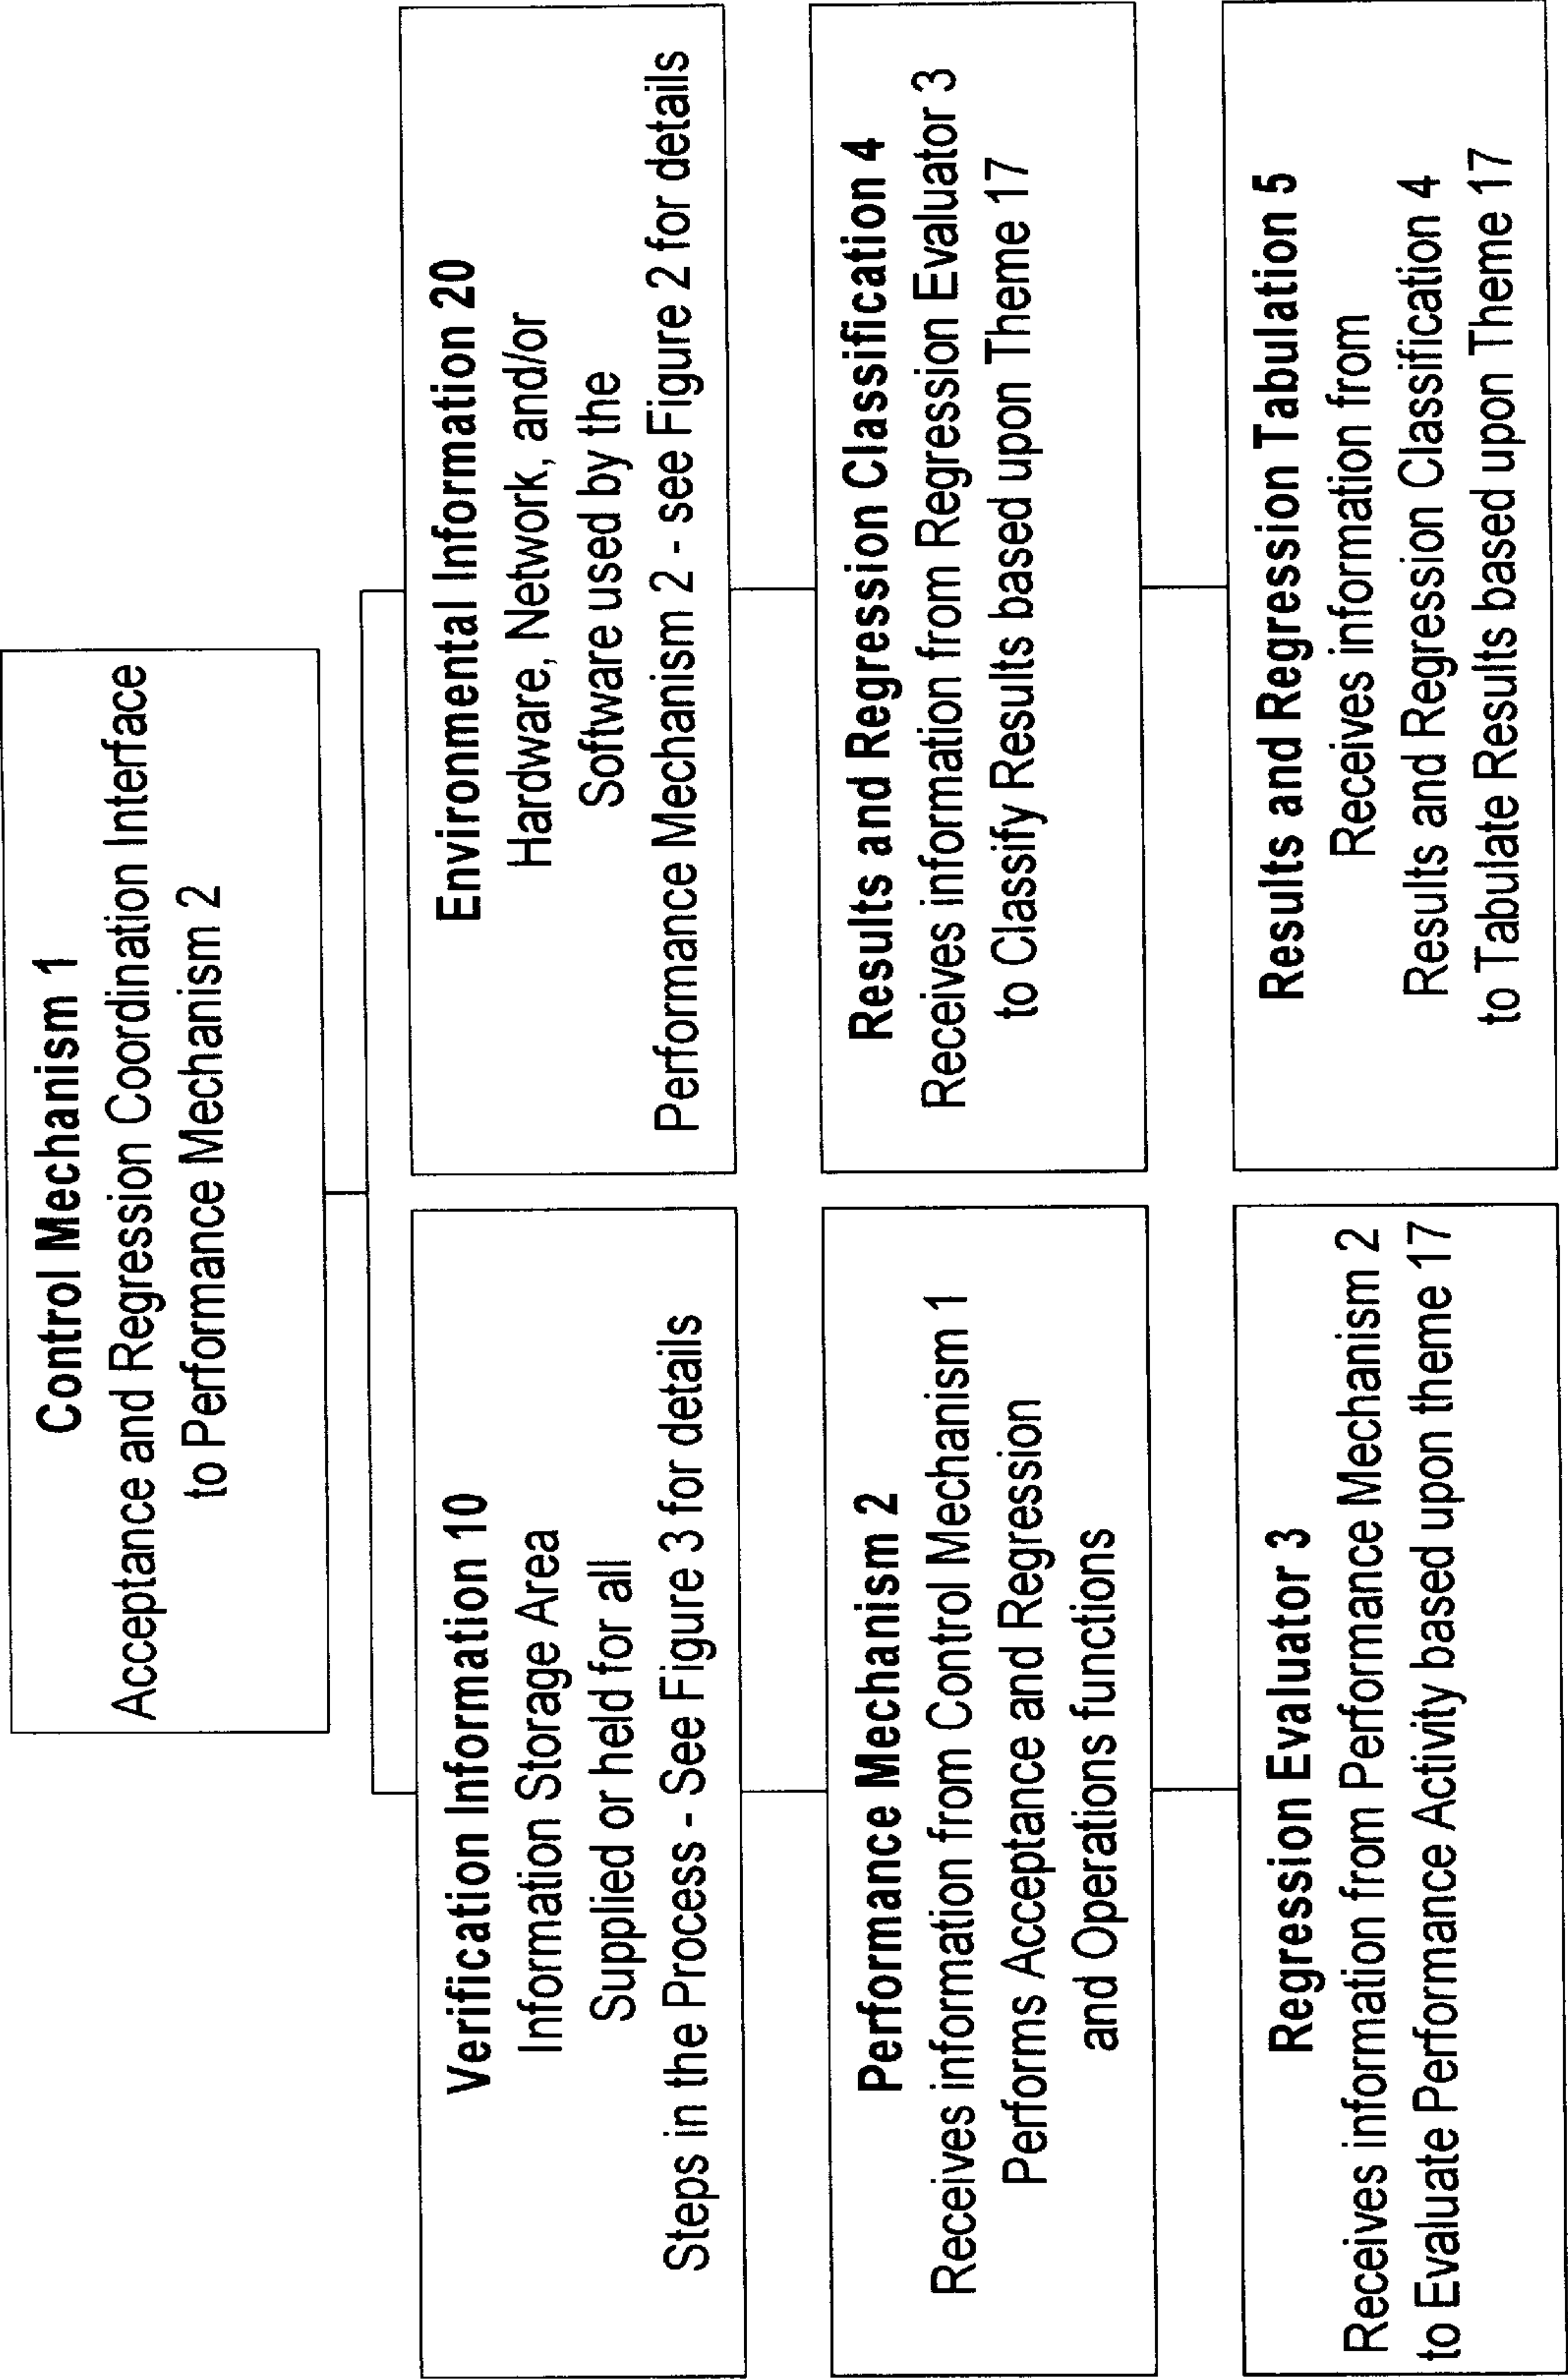 Control Mechanism 1
Acceptance and Regression Coordination Interface
to Performance Mechanism 2
Verification Information 10
Information Storage Area
Supplied or held for all
Steps in the Process - See Figure 3 for details
Environmental Information 20
Hardware, Network, and/or
Software used by the
Performance Mechanism 2 - see Figure 2 for details
Performance Mechanism 2
Receives information from Control Mechanism 1
Performs Acceptance and Regression
and Operations functions
Results and Regression Classification 4
Receives information from Regression Evaluator 3
to Classify Results based upon Theme 17
Regression Evaluator 3
Receives information from Performance Mechanism 2
to Evaluate Performance Activity based upon theme 17
Results and Regression Tabulation 5
Receives information from
Results and Regression Classification 4
to Tabulate Results based upon Theme 17